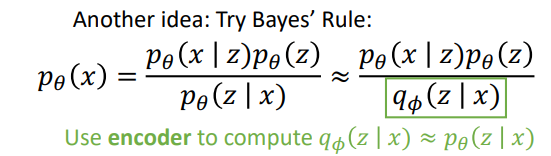 Another idea: Try Bayes’ Rule:
pθ(x) = pθ(x | z)pθ(z) / pθ(z | x) ≈ pθ(x | z)pθ(z) / qϕ(z | x)
Use encoder to compute qϕ(z | x) ≈ pθ(z | x)